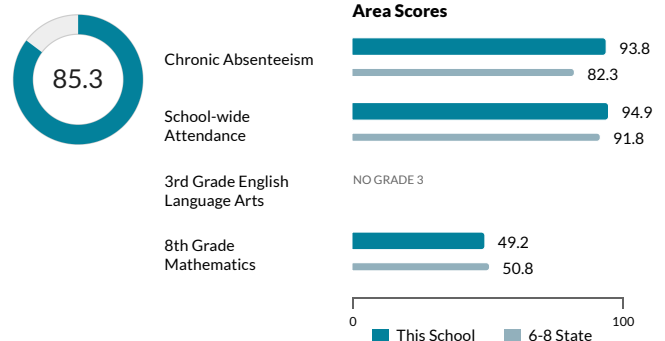 Area Scores
85.3
Chronic Absenteeism
93.8
82.3
School-wide
Attendance
94.9
91.8
3rd Grade English
Language Arts
NO GRADE 3
8th Grade
Mathematics
49.2
50.8
0
100
This School
6-8 State